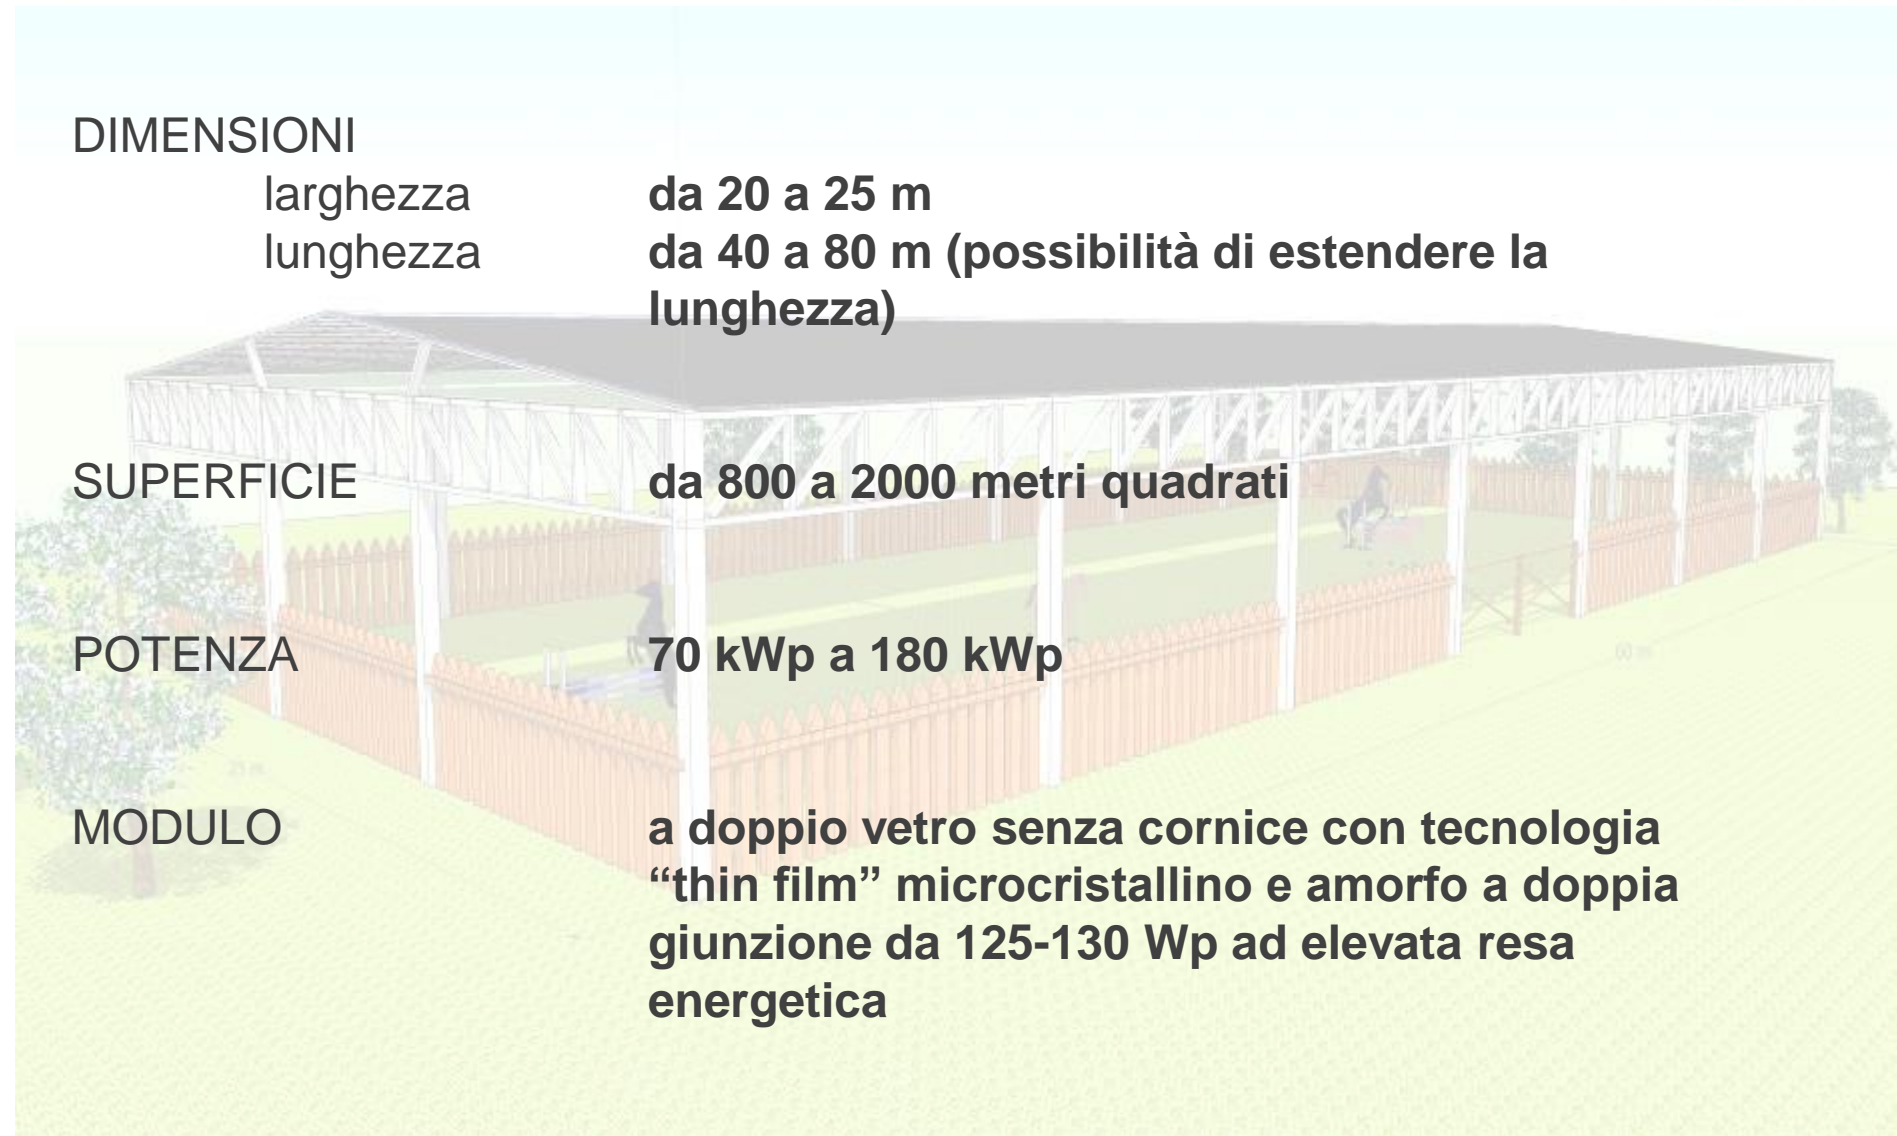 DIMENSIONI
larghezza da 20 a 25 m
lunghezza da 40 a 80 m (possibilità di estendere la
lunghezza)
SUPERFICIE da 800 a 2000 metri quadrati
POTENZA 70 kWp a 180 kWp
60 m
25 m
MODULO a doppio vetro senza cornice con tecnologia
“thin film” microcristallino e amorfo a doppia
giunzione da 125-130 Wp ad elevata resa
energetica